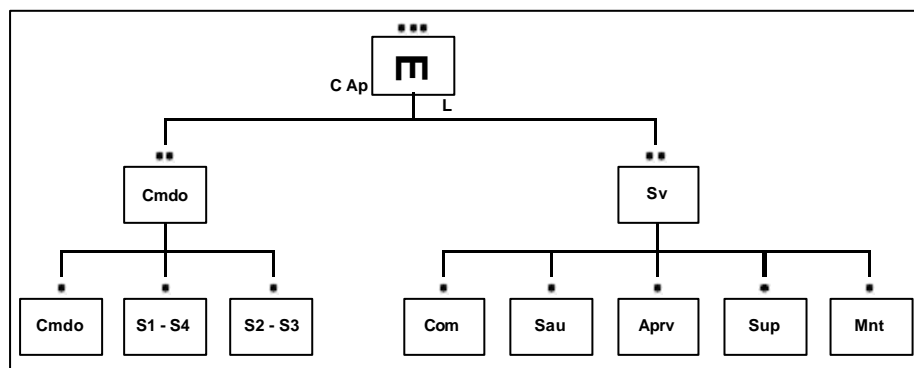 C Ap
L
Cmdo
Sv
Cmdo
S1 - S4
S2 - S3
Com
Sau
Aprv
Sup
Mnt